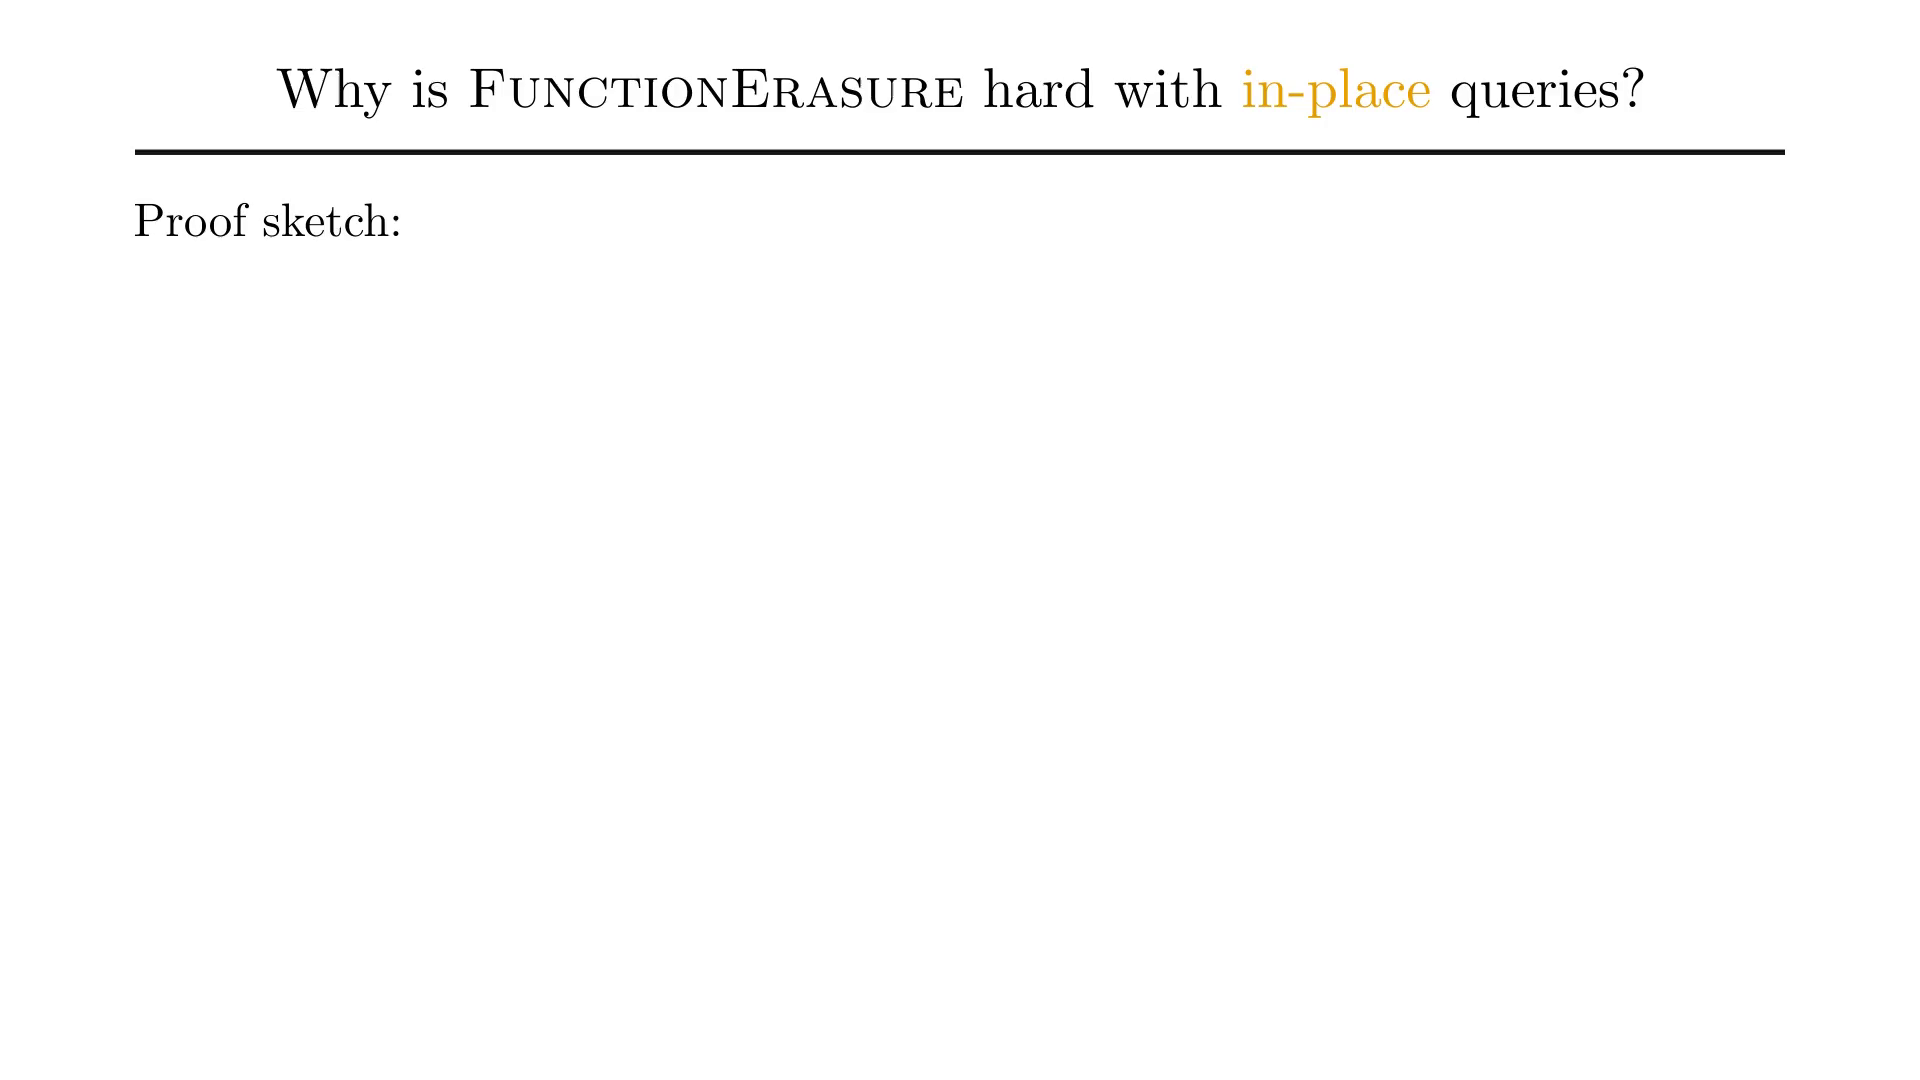 Why is FUNCTIONERASURE hard with in-place queries?
Proof sketch: